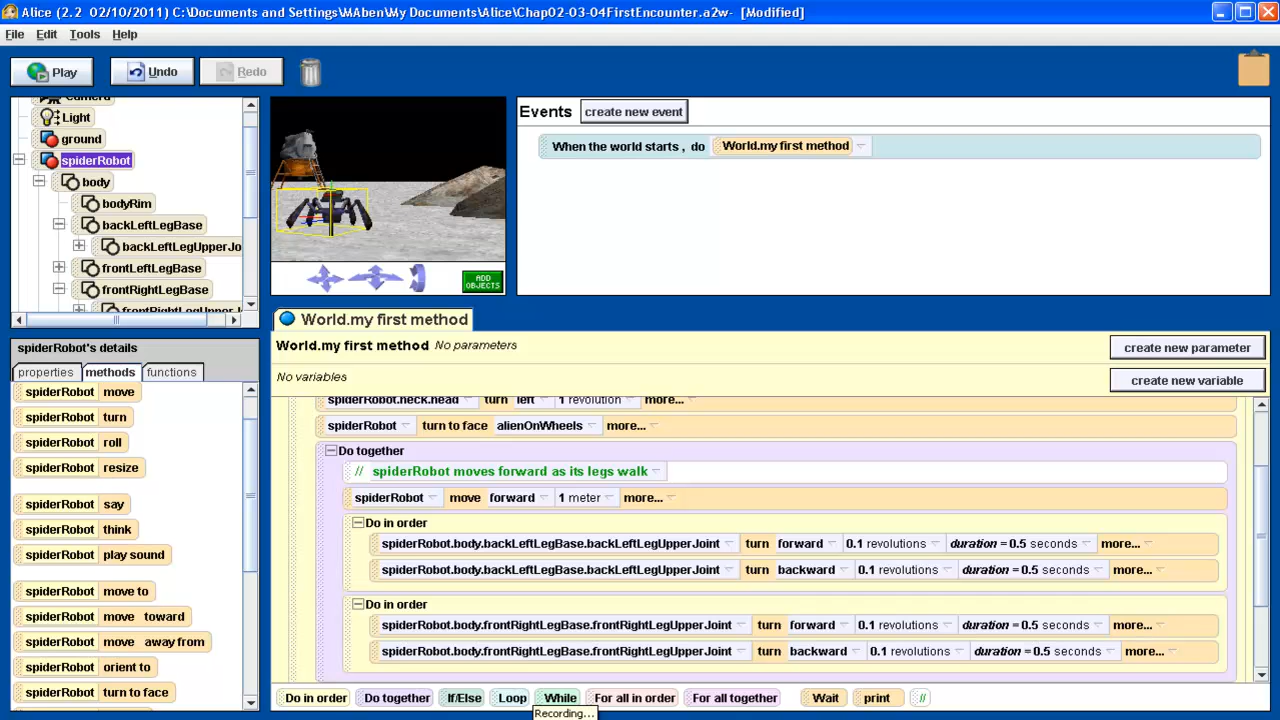 Alice (2.2 02/10/2011) C:\Documents and Settings\MAben\My Documents\Alice\Chap02-03-04FirstEncounter.a2w- [Modified]
File Edit Tools Help
Play Undo Redo
Camera
Light
ground
spiderRobot
body
bodyRim
backLeftLegBase
backLeftLegUpperJo
frontLeftLegBase
frontRightLegBase
frontRightLegUpperJ
ADD OBJECTS
Events create new event
When the world starts , do World.my first method
spiderRobot's details
properties methods functions
spiderRobot move
spiderRobot turn
spiderRobot roll
spiderRobot resize
spiderRobot say
spiderRobot think
spiderRobot play sound
spiderRobot move to
spiderRobot move toward
spiderRobot move away from
spiderRobot orient to
spiderRobot turn to face
World.my first method
World.my first method No parameters create new parameter
No variables create new variable
spiderRobot.neck.head turn left 1 revolution more...
spiderRobot turn to face alienOnWheels more...
Do together
// spiderRobot moves forward as its legs walk
spiderRobot move forward 1 meter more...
Do in order
spiderRobot.body.backLeftLegBase.backLeftLegUpperJoint turn forward 0.1 revolutions duration = 0.5 seconds more...
spiderRobot.body.backLeftLegBase.backLeftLegUpperJoint turn backward 0.1 revolutions duration = 0.5 seconds more...
Do in order
spiderRobot.body.frontRightLegBase.frontRightLegUpperJoint turn forward 0.1 revolutions duration = 0.5 seconds more...
spiderRobot.body.frontRightLegBase.frontRightLegUpperJoint turn backward 0.1 revolutions duration = 0.5 seconds more...
Do in order Do together If/Else Loop While For all in order For all together Wait print //
Recording...